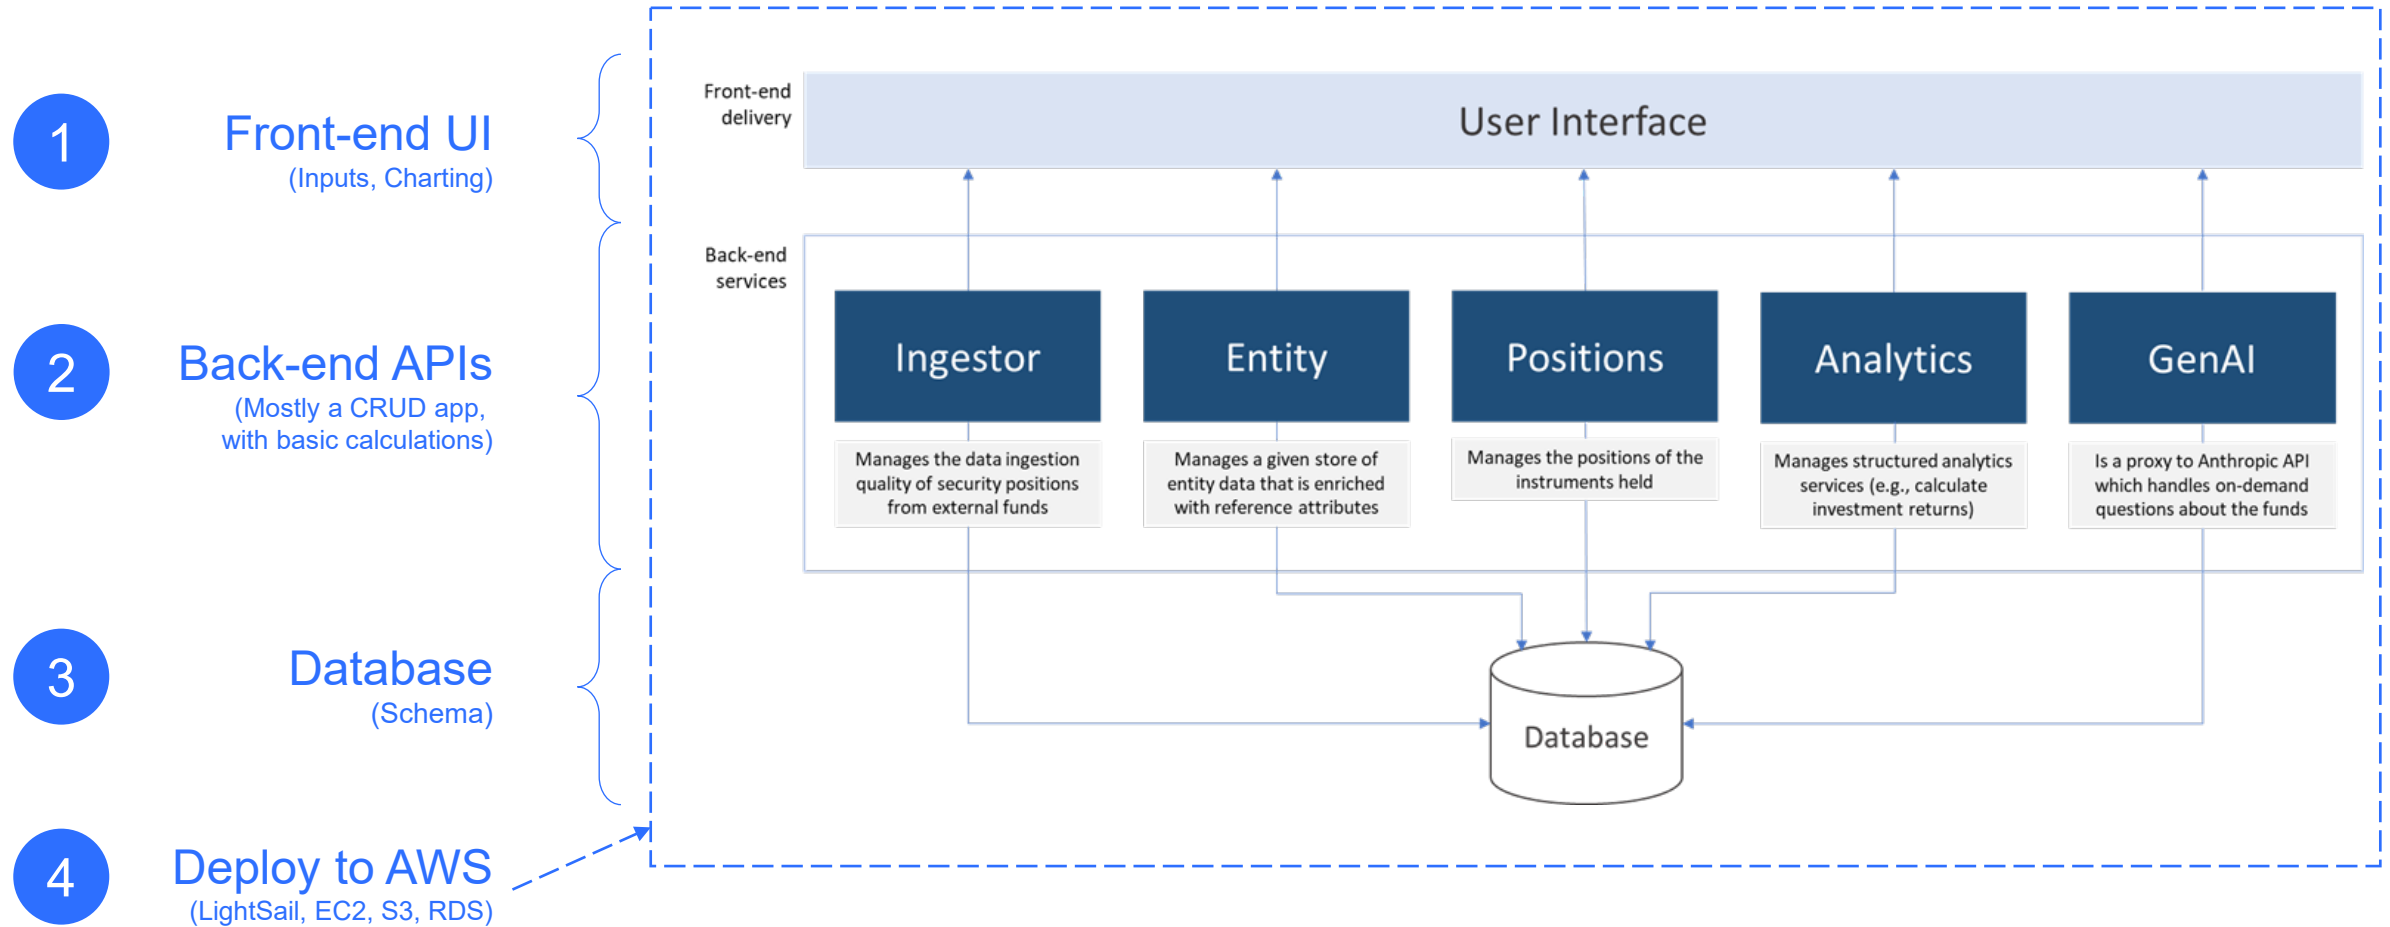 1
Front-end UI
(Inputs, Charting)
2
Back-end APIs
(Mostly a CRUD app,
with basic calculations)
3
Database
(Schema)
4
Deploy to AWS
(LightSail, EC2, S3, RDS)
Front-end
delivery
User Interface
Back-end
services
Ingestor
Manages the data ingestion
quality of security positions
from external funds
Entity
Manages a given store of
entity data that is enriched
with reference attributes
Positions
Manages the positions of the
instruments held
Analytics
Manages structured analytics
services (e.g., calculate
investment returns)
GenAI
Is a proxy to Anthropic API
which handles on-demand
questions about the funds
Database